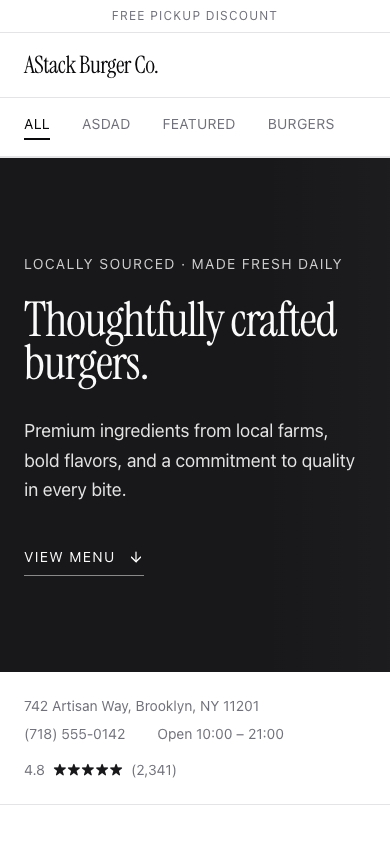 FREE PICKUP DISCOUNT
AStack Burger Co.
ALL ASDAD FEATURED BURGERS
LOCALLY SOURCED · MADE FRESH DAILY
Thoughtfully crafted
burgers.
Premium ingredients from local farms,
bold flavors, and a commitment to quality
in every bite.
VIEW MENU ↓
742 Artisan Way, Brooklyn, NY 11201
(718) 555-0142 Open 10:00 – 21:00
4.8 ★★★★★ (2,341)